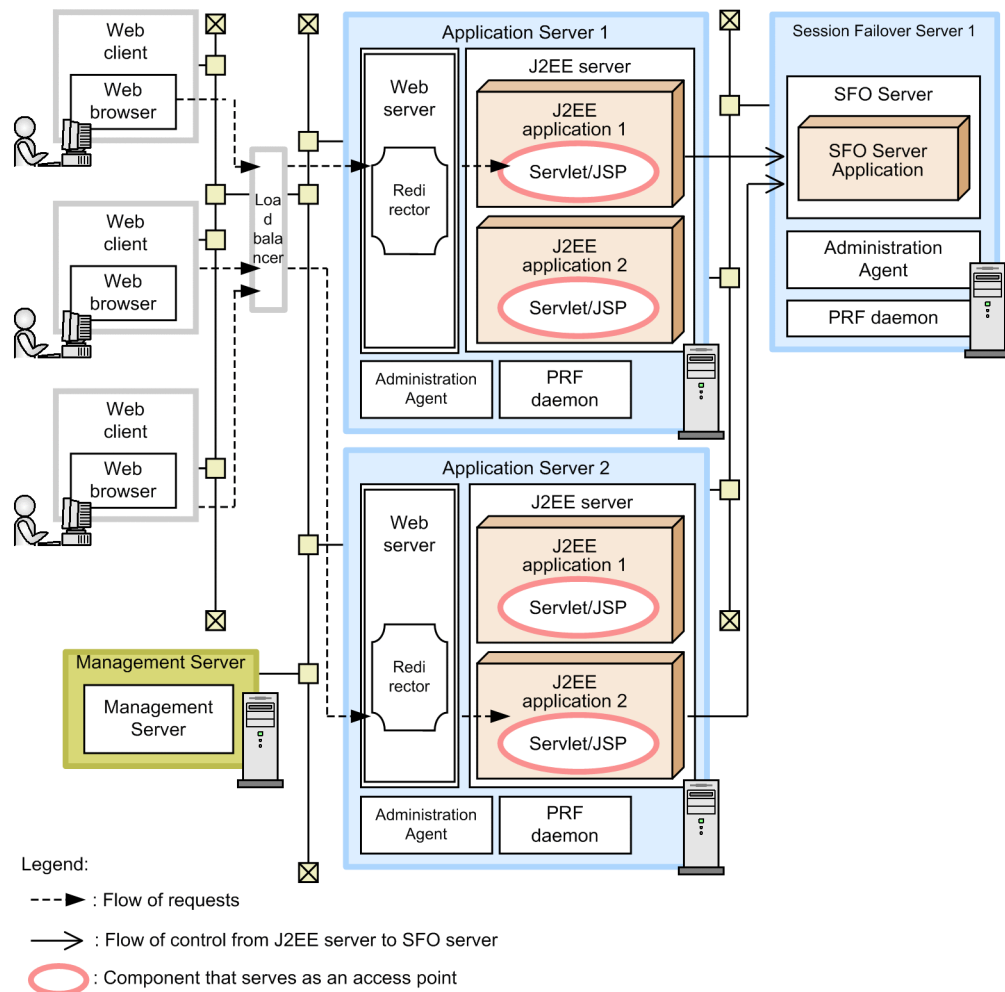 Web
client
Web
browser
Web
client
Web
browser
Web
client
Web
browser
Loa
d
bala
ncer
Management Server
Management
Server
Application Server 1
Web
server
Redi
rector
J2EE server
J2EE
application 1
Servlet/JSP
J2EE
application 2
Servlet/JSP
Administration
Agent
PRF
daemon
Application Server 2
Web
server
Redi
rector
J2EE server
J2EE
application 1
Servlet/JSP
J2EE
application 2
Servlet/JSP
Administration
Agent
PRF
daemon
Session Failover Server 1
SFO Server
SFO Server
Application
Administration
Agent
PRF daemon
Legend:
: Flow of requests
: Flow of control from J2EE server to SFO server
: Component that serves as an access point